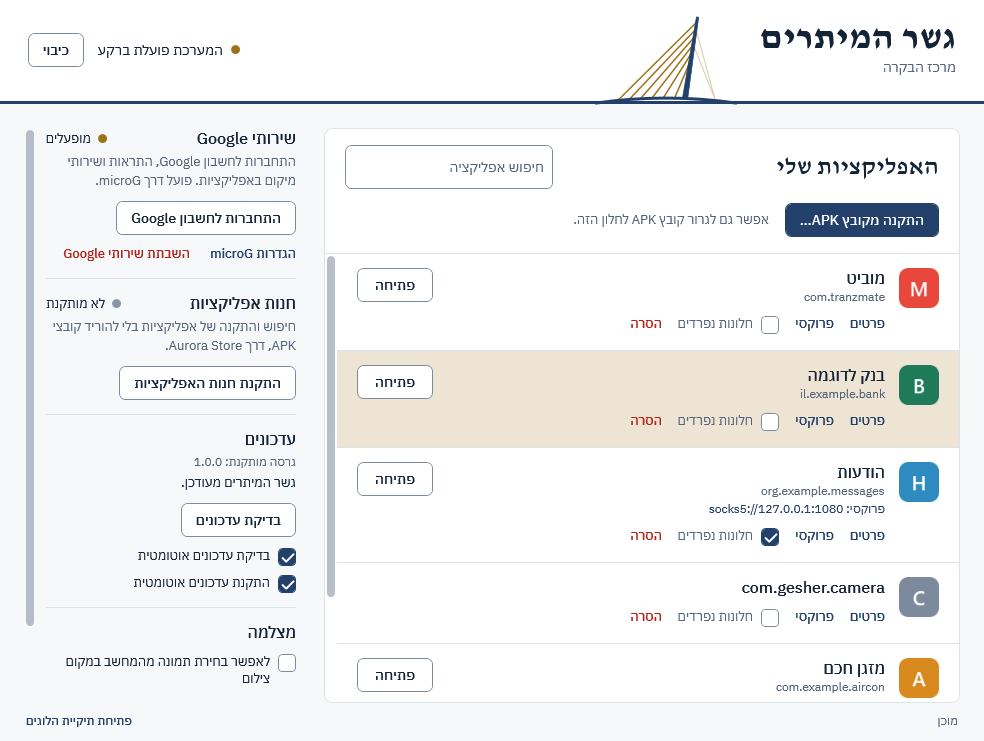 גשר המיתרים
מרכז הבקרה
המערכת פועלת ברקע
כיבוי
האפליקציות שלי
חיפוש אפליקציה
התקנה מקובץ APK...
אפשר גם לגרור קובץ APK לחלון הזה.
M
מוביט
com.tranzmate
פתיחה
פרטים פרוקסי חלונות נפרדים הסרה
B
בנק לדוגמה
il.example.bank
פתיחה
פרטים פרוקסי חלונות נפרדים הסרה
H
הודעות
org.example.messages
פרוקסי: socks5://127.0.0.1:1080
פתיחה
פרטים פרוקסי חלונות נפרדים הסרה
C
com.gesher.camera
פרטים פרוקסי חלונות נפרדים הסרה
A
מזגן חכם
com.example.aircon
פתיחה
שירותי Google
מופעלים
התחברות לחשבון Google, התראות ושירותי
מיקום באפליקציות. פועל דרך microG.
התחברות לחשבון Google
הגדרות microG השבתת שירותי Google
חנות אפליקציות
לא מותקנת
חיפוש והתקנה של אפליקציות בלי להוריד קובצי
APK, דרך Aurora Store.
התקנת חנות האפליקציות
עדכונים
גרסה מותקנת: 1.0.0
גשר המיתרים מעודכן.
בדיקת עדכונים
בדיקת עדכונים אוטומטית
התקנת עדכונים אוטומטית
מצלמה
לאפשר בחירת תמונה מהמחשב במקום
צילום
מוכן
פתיחת תיקיית הלוגים